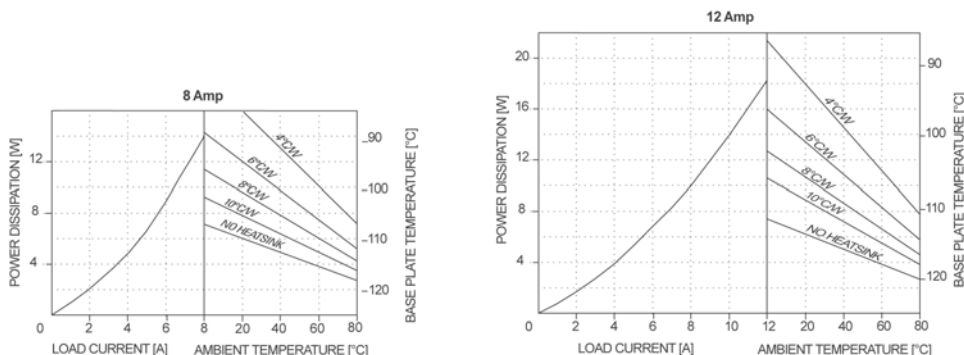 8 Amp
POWER DISSIPATION [W]
12
8
4
4°C/W
6°C/W
8°C/W
10°C/W
NO HEATSINK
90
100
110
120
BASE PLATE TEMPERATURE [°C]
0 2 4 6 8 20 40 60 80
LOAD CURRENT [A] AMBIENT TEMPERATURE [°C]
12 Amp
POWER DISSIPATION [W]
20
16
12
8
4
4°C/W
6°C/W
8°C/W
10°C/W
NO HEATSINK
90
100
110
120
BASE PLATE TEMPERATURE [°C]
0 2 4 6 8 10 12 20 40 60 80
LOAD CURRENT [A] AMBIENT TEMPERATURE [°C]